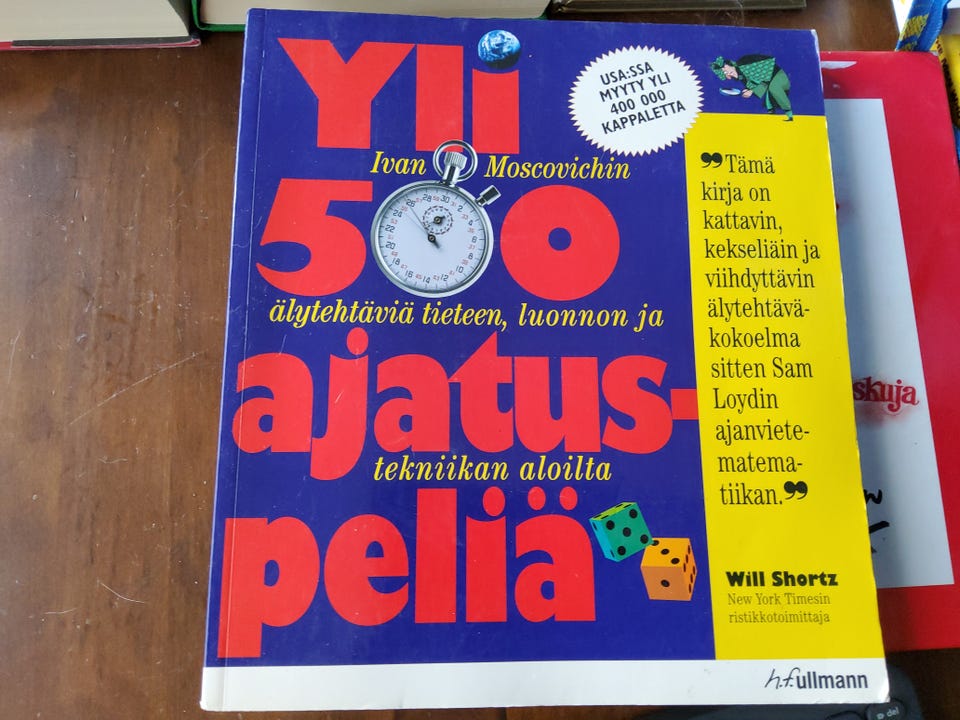 Yli
USA:SSA
MYYTY YLI
400 000
KAPPALETTA
Ivan Moscovichin
500
älytehtäviä tieteen, luonnon ja
ajatus-
tekniikan aloilta
peliä
❞Tämä
kirja on
kattavin,
kekseliäin ja
viihdyttävin
älytehtävä-
kokoelma
sitten Sam
Loydin
ajanviete-
matema-
tiikan.❞
Will Shortz
New York Timesin
ristikkotoimittaja
h.f.ullmann
skuja
del